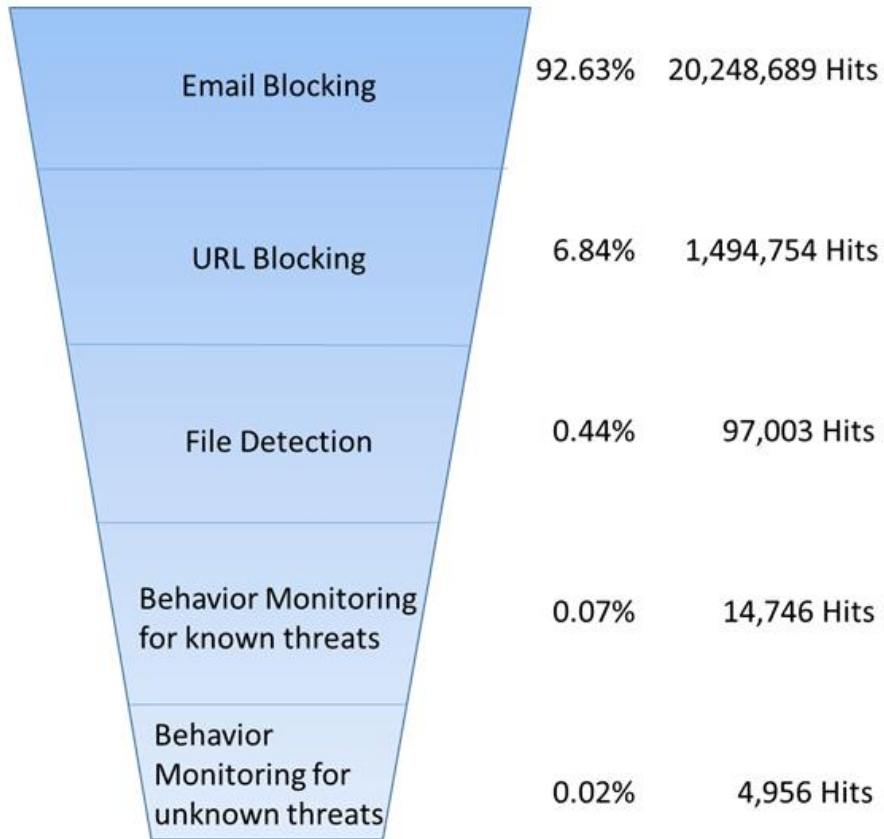 Email Blocking 92.63% 20,248,689 Hits
URL Blocking 6.84% 1,494,754 Hits
File Detection 0.44% 97,003 Hits
Behavior Monitoring
for known threats 0.07% 14,746 Hits
Behavior
Monitoring for
unknown threats 0.02% 4,956 Hits